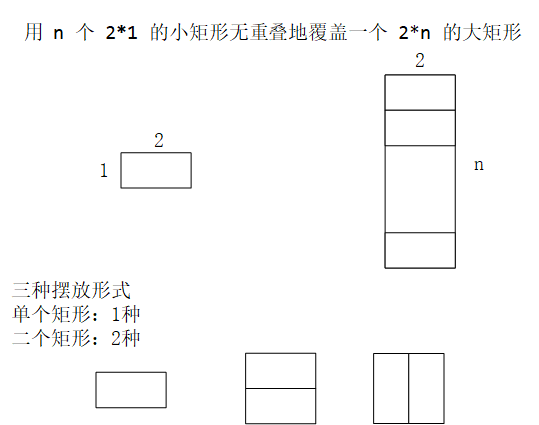 用 n 个 2*1 的小矩形无重叠地覆盖一个 2*n 的大矩形
2
2
1
n
三种摆放形式
单个矩形：1种
二个矩形：2种